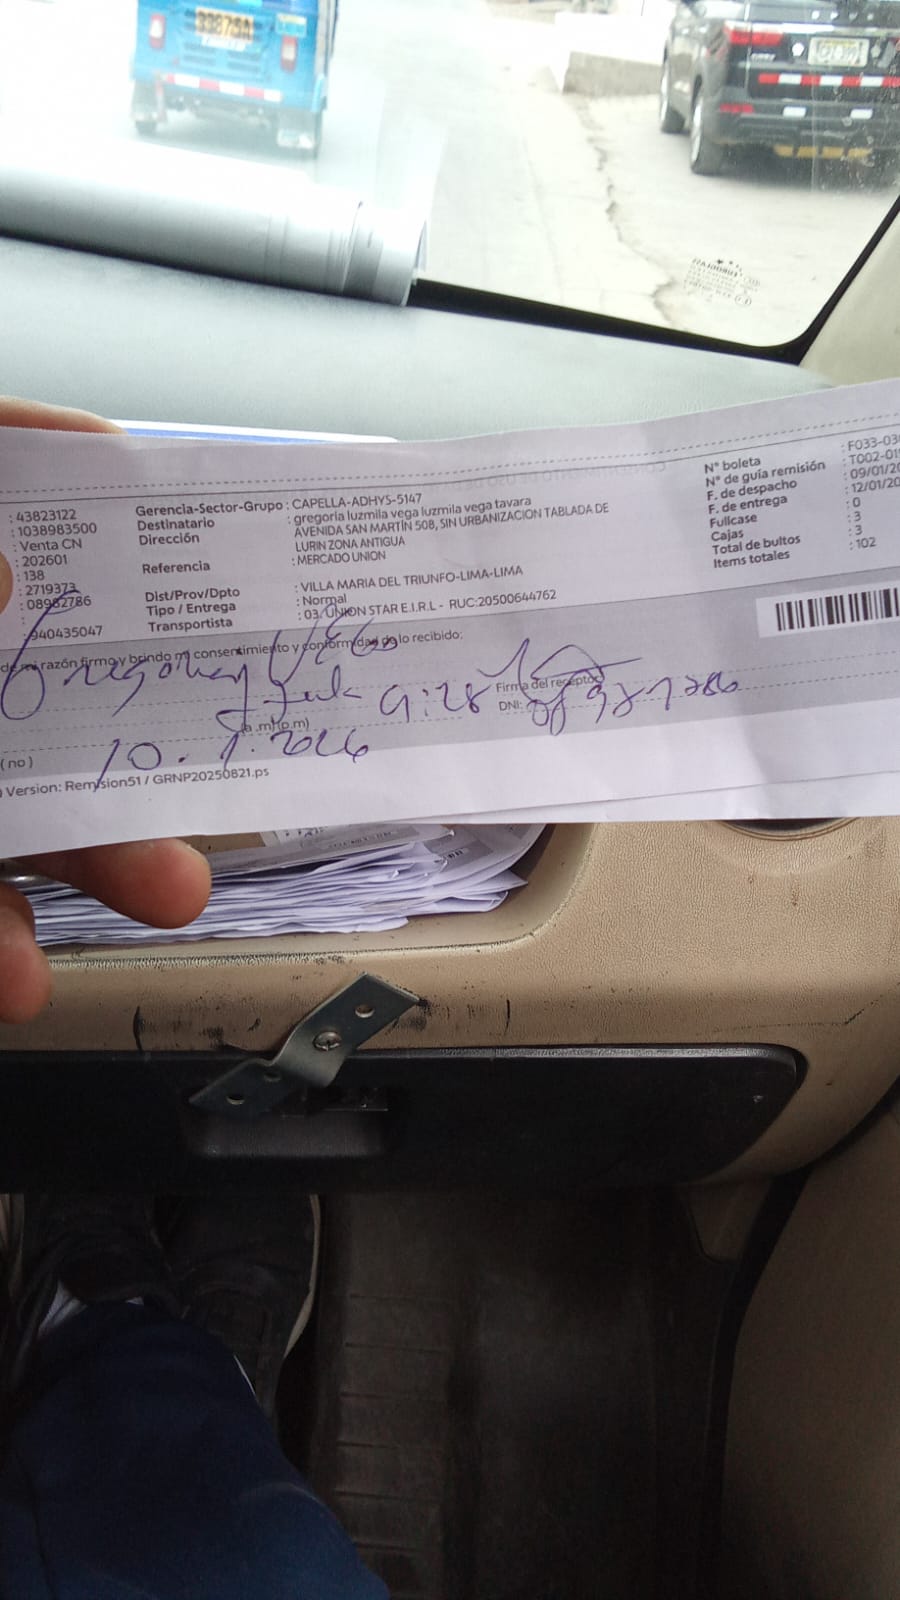 : 43823122
: 1038983500
: Venta CN
: 202601
: 138
: 2719373
: 08982786
:
: 940435047
Gerencia-Sector-Grupo : CAPELLA-ADHYS-5147
Destinatario : gregoria luzmila vega luzmila vega tavara
Dirección AVENIDA SAN MARTÍN 508, SIN URBANIZACION TABLADA DE
LURIN ZONA ANTIGUA
Referencia : MERCADO UNION
Dist/Prov/Dpto : VILLA MARIA DEL TRIUNFO-LIMA-LIMA
Tipo / Entrega : Normal
Transportista : 03. UNION STAR E.I.R.L - RUC:20500644762
N° boleta : F033-03
N° de guía remisión : T002-01
F. de despacho : 09/01/20
F. de entrega : 12/01/20
Fullcase : 0
Cajas : 3
Total de bultos : 3
Items totales : 102
de mi razón firmo y brindo mi consentimiento y conformidad de lo recibido:
9:28
Firma del receptor
DNI:
(a.m)(p.m)
10.1.2026
(no)
Version: Remision51 / GRNP20250821.ps